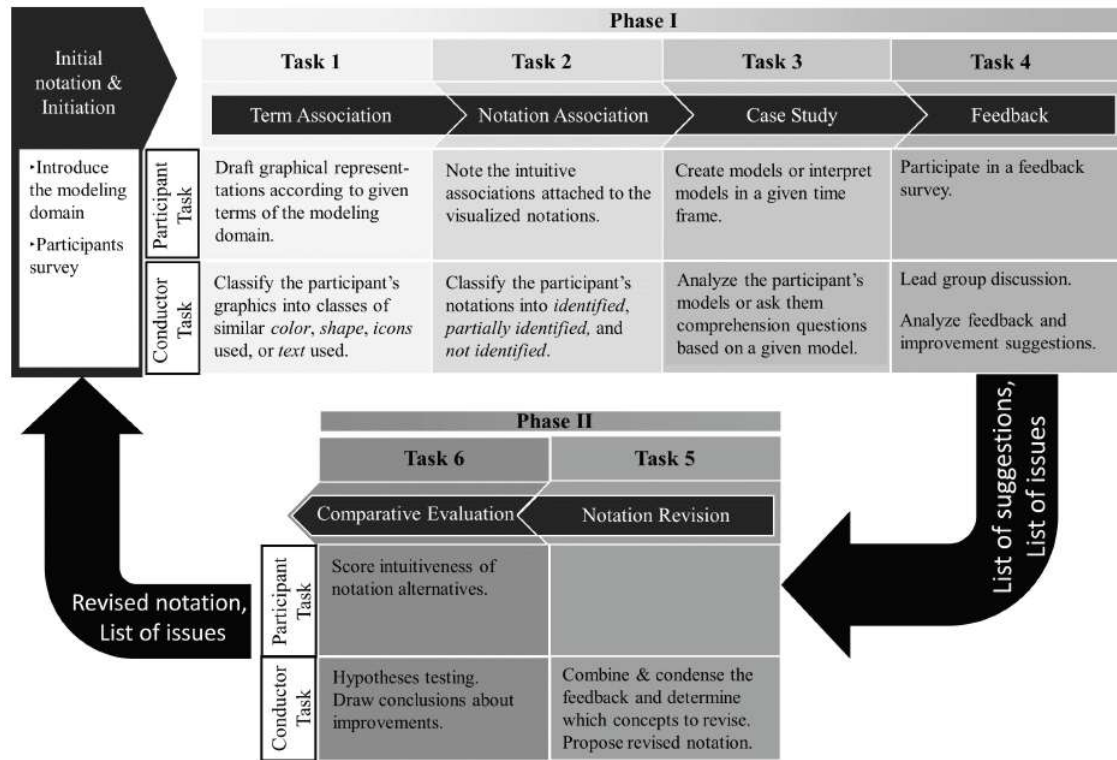 Phase I
Initial
notation &
Initiation
Task 1
Task 2
Task 3
Task 4
Term Association
Notation Association
Case Study
Feedback
‣Introduce
the modeling
domain
‣Participants
survey
Participant
Task
Draft graphical represen-
tations according to given
terms of the modeling
domain.
Note the intuitive
associations attached to the
visualized notations.
Create models or interpret
models in a given time
frame.
Participate in a feedback
survey.
Conductor
Task
Classify the participant's
graphics into classes of
similar color, shape, icons
used, or text used.
Classify the participant's
notations into identified,
partially identified, and
not identified.
Analyze the participant's
models or ask them
comprehension questions
based on a given model.
Lead group discussion.
Analyze feedback and
improvement suggestions.
List of suggestions,
List of issues
Phase II
Task 6
Task 5
Comparative Evaluation
Notation Revision
Participant
Task
Score intuitiveness of
notation alternatives.
Revised notation,
List of issues
Conductor
Task
Hypotheses testing.
Draw conclusions about
improvements.
Combine & condense the
feedback and determine
which concepts to revise.
Propose revised notation.